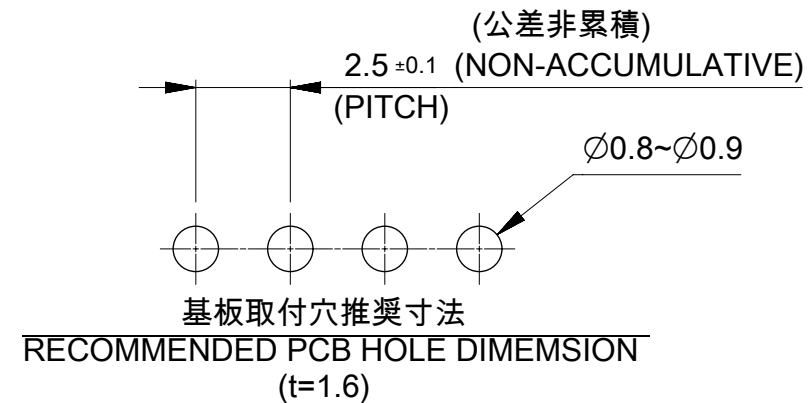 (公差非累積)
2.5 ±0.1 (NON-ACCUMULATIVE)
(PITCH)
∅0.8~∅0.9
基板取付穴推奨寸法
RECOMMENDED PCB HOLE DIMEMSION
(t=1.6)